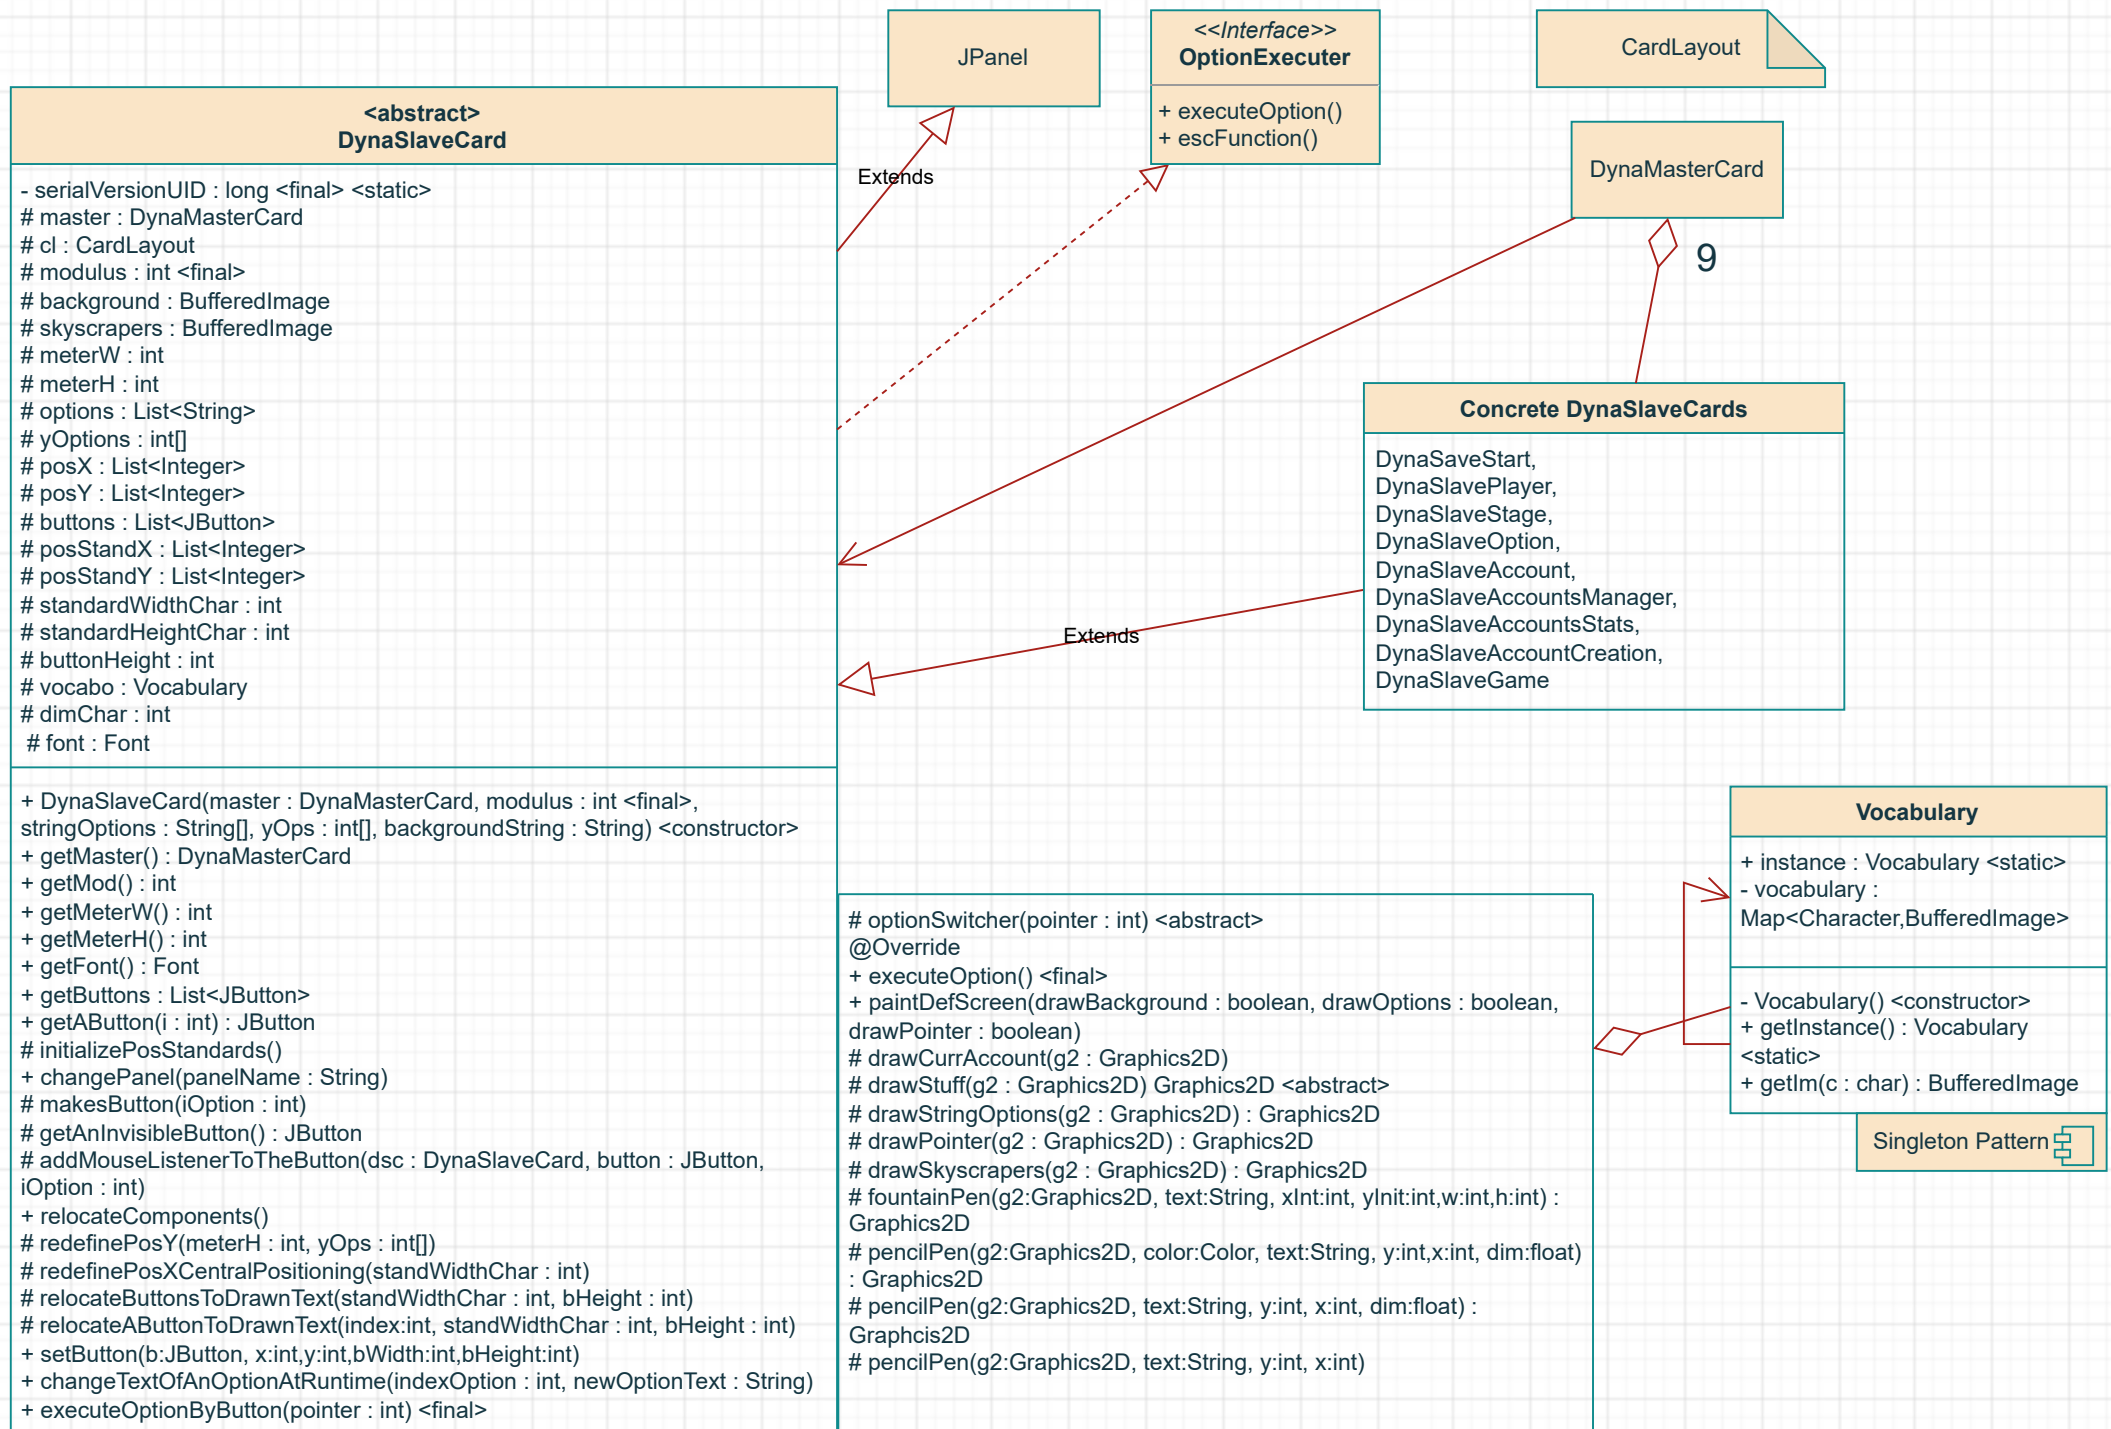 JPanel
<<Interface>>
OptionExecuter
+ executeOption()
+ escFunction()
CardLayout
DynaMasterCard
9
<abstract>
DynaSlaveCard
- serialVersionUID : long <final> <static>
# master : DynaMasterCard
# cl : CardLayout
# modulus : int <final>
# background : BufferedImage
# skyscrapers : BufferedImage
# meterW : int
# meterH : int
# options : List<String>
# yOptions : int[]
# posX : List<Integer>
# posY : List<Integer>
# buttons : List<JButton>
# posStandX : List<Integer>
# posStandY : List<Integer>
# standardWidthChar : int
# standardHeightChar : int
# buttonHeight : int
# vocabo : Vocabulary
# dimChar : int
# font : Font
+ DynaSlaveCard(master : DynaMasterCard, modulus : int <final>,
stringOptions : String[], yOps : int[], backgroundString : String) <constructor>
+ getMaster() : DynaMasterCard
+ getMod() : int
+ getMeterW() : int
+ getMeterH() : int
+ getFont() : Font
+ getButtons : List<JButton>
+ getAButton(i : int) : JButton
# initializePosStandards()
+ changePanel(panelName : String)
# makesButton(iOption : int)
# getAnInvisibleButton() : JButton
# addMouseListenerToTheButton(dsc : DynaSlaveCard, button : JButton,
iOption : int)
+ relocateComponents()
# redefinePosY(meterH : int, yOps : int[])
# redefinePosXCentralPositioning(standWidthChar : int)
# relocateButtonsToDrawnText(standWidthChar : int, bHeight : int)
# relocateAButtonToDrawnText(index:int, standWidthChar : int, bHeight : int)
+ setButton(b:JButton, x:int,y:int,bWidth:int,bHeight:int)
+ changeTextOfAnOptionAtRuntime(indexOption : int, newOptionText : String)
+ executeOptionByButton(pointer : int) <final>
# optionSwitcher(pointer : int) <abstract>
@Override
+ executeOption() <final>
+ paintDefScreen(drawBackground : boolean, drawOptions : boolean,
drawPointer : boolean)
# drawCurrAccount(g2 : Graphics2D)
# drawStuff(g2 : Graphics2D) Graphics2D <abstract>
# drawStringOptions(g2 : Graphics2D) : Graphics2D
# drawPointer(g2 : Graphics2D) : Graphics2D
# drawSkyscrapers(g2 : Graphics2D) : Graphics2D
# fountainPen(g2:Graphics2D, text:String, xInt:int, yInit:int,w:int,h:int) :
Graphics2D
# pencilPen(g2:Graphics2D, color:Color, text:String, y:int,x:int, dim:float)
: Graphics2D
# pencilPen(g2:Graphics2D, text:String, y:int, x:int, dim:float) :
Graphcis2D
# pencilPen(g2:Graphics2D, text:String, y:int, x:int)
Extends
Extends
Concrete DynaSlaveCards
DynaSaveStart,
DynaSlavePlayer,
DynaSlaveStage,
DynaSlaveOption,
DynaSlaveAccount,
DynaSlaveAccountsManager,
DynaSlaveAccountsStats,
DynaSlaveAccountCreation,
DynaSlaveGame
Vocabulary
+ instance : Vocabulary <static>
- vocabulary :
Map<Character,BufferedImage>
- Vocabulary() <constructor>
+ getInstance() : Vocabulary
<static>
+ getIm(c : char) : BufferedImage
Singleton Pattern